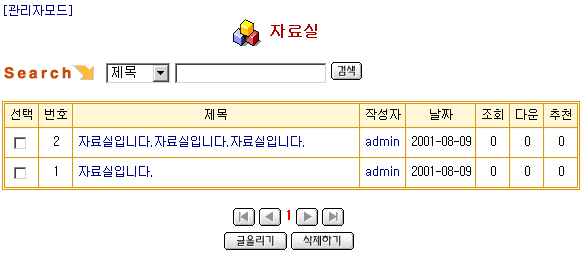 [관리자모드]
자료실
Search 제목 검색
선택 번호 제목 작성자 날짜 조회 다운 추천
2 자료실입니다.자료실입니다.자료실입니다. admin 2001-08-09 0 0 0
1 자료실입니다. admin 2001-08-09 0 0 0
1
글올리기 삭제하기